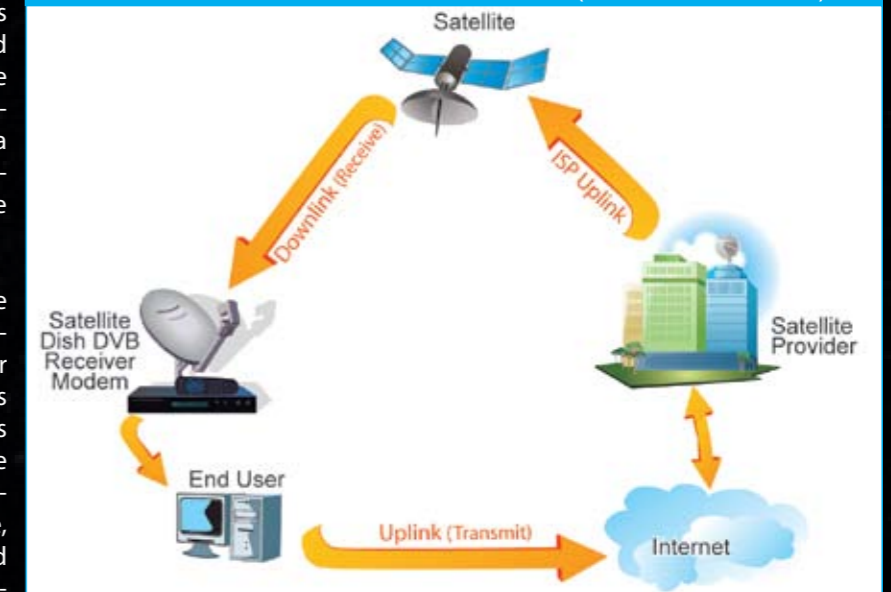 Satellite
Downlink (Receive)
ISP Uplink
Satellite
Dish DVB
Receiver
Modem
Satellite
Provider
End User
Uplink (Transmit)
Internet